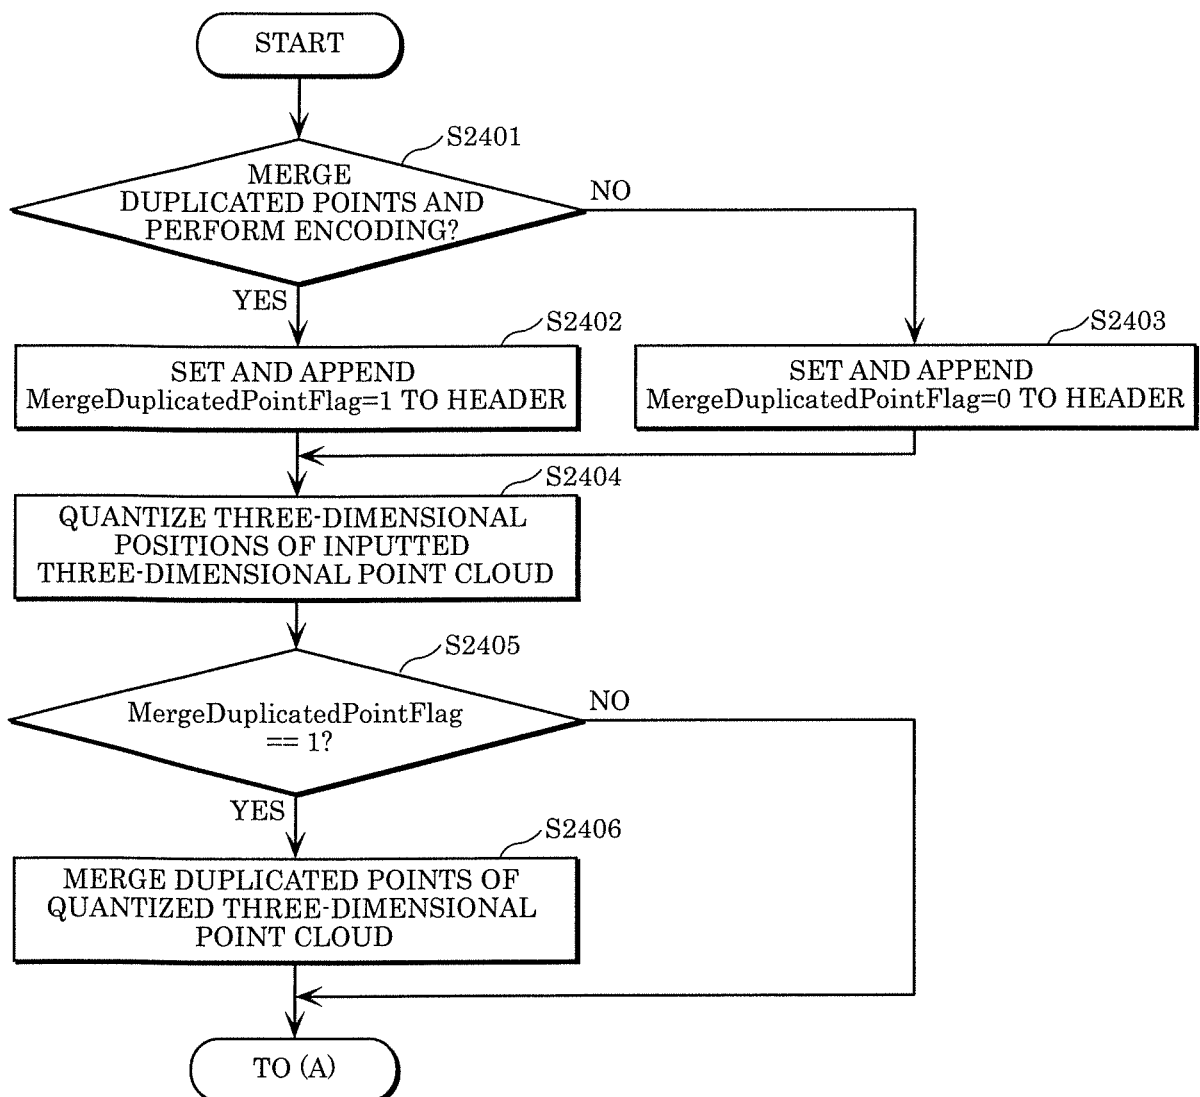 START
S2401
MERGE
DUPLICATED POINTS AND
PERFORM ENCODING?
NO
YES
S2402
SET AND APPEND
MergeDuplicatedPointFlag=1 TO HEADER
S2403
SET AND APPEND
MergeDuplicatedPointFlag=0 TO HEADER
S2404
QUANTIZE THREE-DIMENSIONAL
POSITIONS OF INPUTTED
THREE-DIMENSIONAL POINT CLOUD
S2405
MergeDuplicatedPointFlag
== 1?
NO
YES
S2406
MERGE DUPLICATED POINTS OF
QUANTIZED THREE-DIMENSIONAL
POINT CLOUD
TO (A)